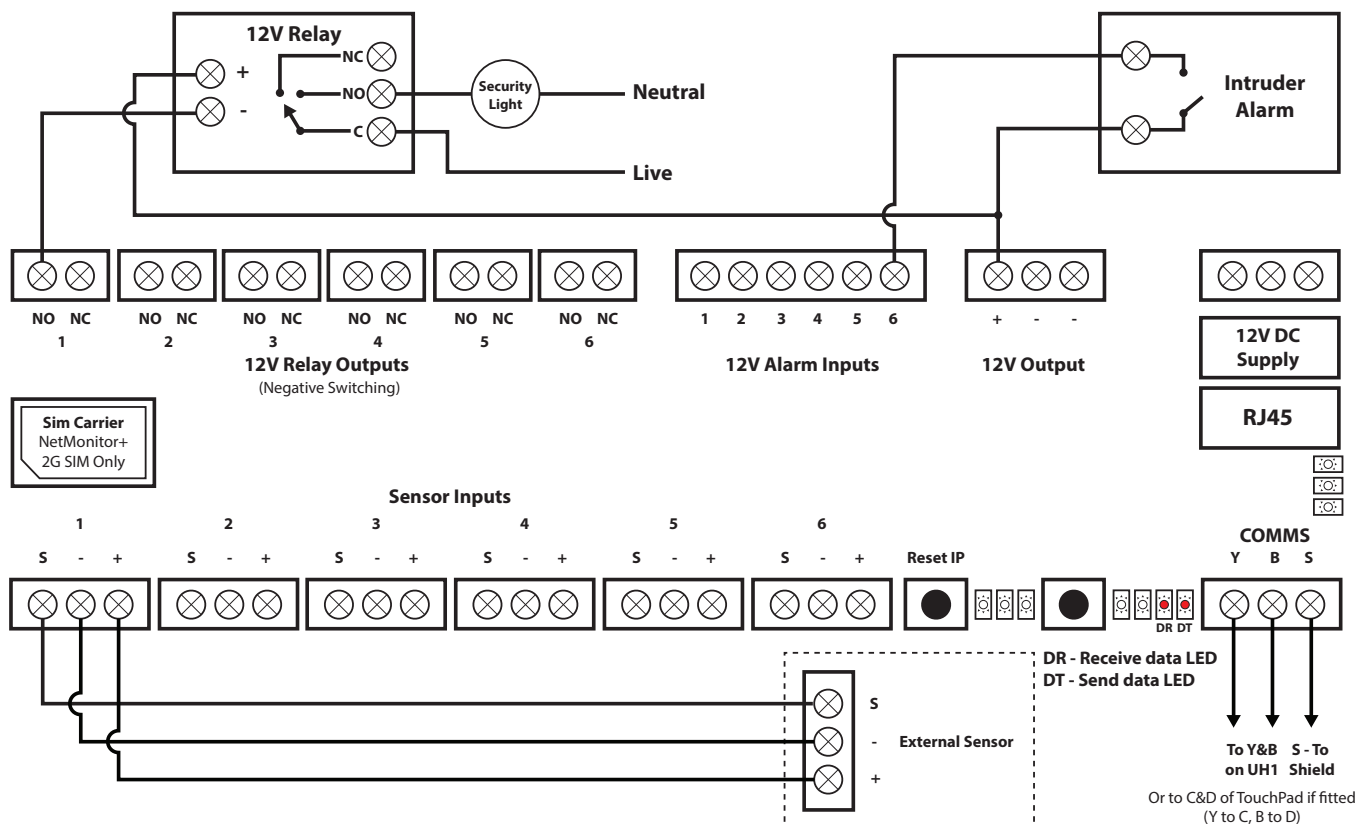 12V Relay
NC
+
NO
-
C
Security
Light
Neutral
Live
Intruder
Alarm
NO NC NO NC NO NC NO NC NO NC NO NC
1 2 3 4 5 6
12V Relay Outputs
(Negative Switching)
1 2 3 4 5 6
12V Alarm Inputs
+ - -
12V Output
12V DC
Supply
RJ45
Sim Carrier
NetMonitor+
2G SIM Only
Sensor Inputs
1 2 3 4 5 6
S - + S - + S - + S - + S - + S - +
Reset IP
COMMS
Y B S
DR DT
DR - Receive data LED
DT - Send data LED
S
- External Sensor
+
To Y&B
on UH1
S - To
Shield
Or to C&D of TouchPad if fitted
(Y to C, B to D)